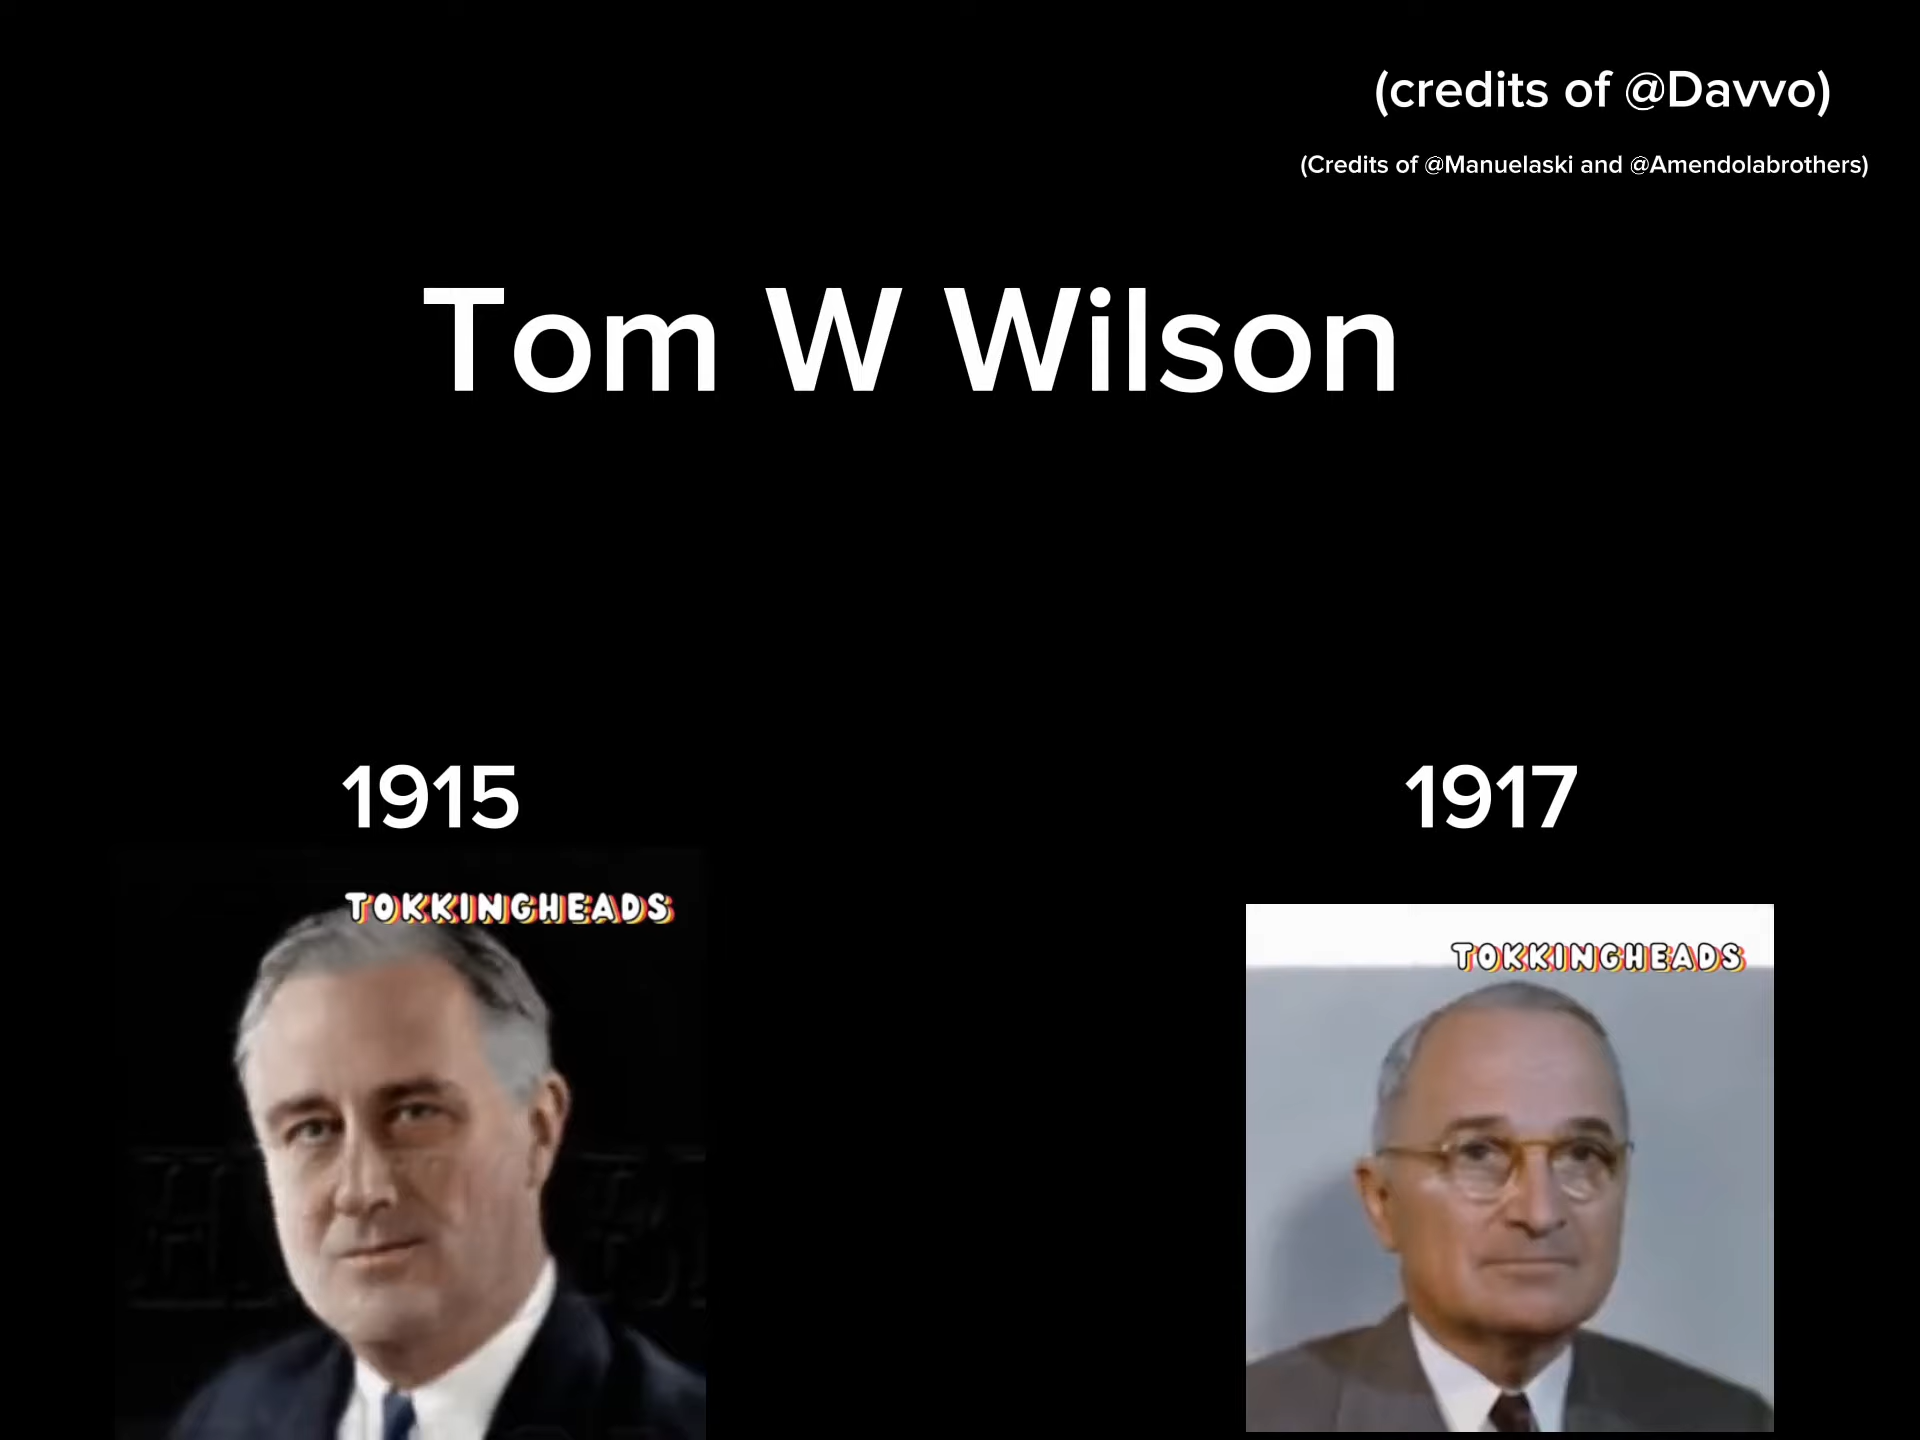 (credits of @Davvo)
(Credits of @Manuelaski and @Amendolabrothers)
Tom W Wilson
1915
1917
TOKKINGHEADS
TOKKINGHEADS